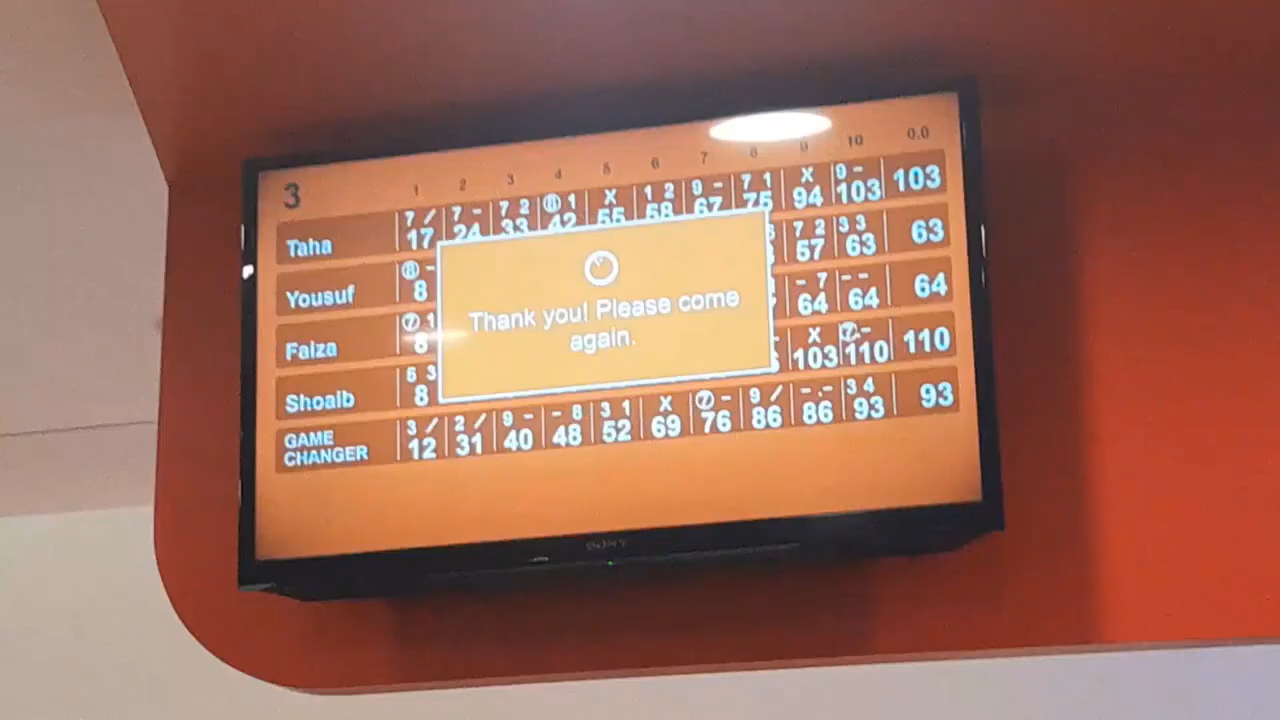 3 1 2 3 4 5 6 7 8 9 10 0.0
7 / 7 - 7 2 ⑧ 1 X 1 2 9 - 7 1 X 9 -
Taha 17 24 33 42 55 58 67 75 94 103 103
⑧ - 7 2 3 3
Yousuf 8 57 63 63
⑦ 1 - 7 - -
Faiza 8 64 64 64
6 3 X ⑦ -
Shoaib 8 103 110 110
3 / 2 / 9 - - 8 3 1 X ⑦ - 9 / - - 3 4
GAME
CHANGER 12 31 40 48 52 69 76 86 86 93 93
Thank you! Please come
again.
SONY